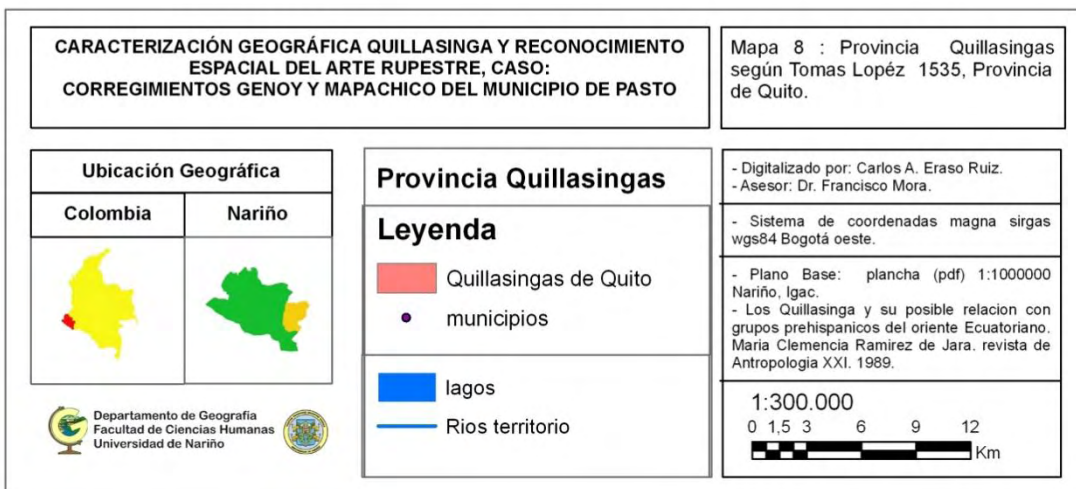 CARACTERIZACIÓN GEOGRÁFICA QUILLASINGA Y RECONOCIMIENTO
ESPACIAL DEL ARTE RUPESTRE, CASO:
CORREGIMIENTOS GENOY Y MAPACHICO DEL MUNICIPIO DE PASTO
Mapa 8 : Provincia Quillasingas
según Tomas Lopéz 1535, Provincia
de Quito.
Ubicación Geográfica
Colombia
Nariño
Departamento de Geografía
Facultad de Ciencias Humanas
Universidad de Nariño
Provincia Quillasingas
Leyenda
Quillasingas de Quito
municipios
lagos
Rios territorio
- Digitalizado por: Carlos A. Eraso Ruiz.
- Asesor: Dr. Francisco Mora.
- Sistema de coordenadas magna sirgas
wgs84 Bogotá oeste.
- Plano Base: plancha (pdf) 1:1000000
Nariño, Igac.
- Los Quillasinga y su posible relacion con
grupos prehispanicos del oriente Ecuatoriano.
Maria Clemencia Ramirez de Jara. revista de
Antropologia XXI. 1989.
1:300.000
0 1,5 3 6 9 12
Km